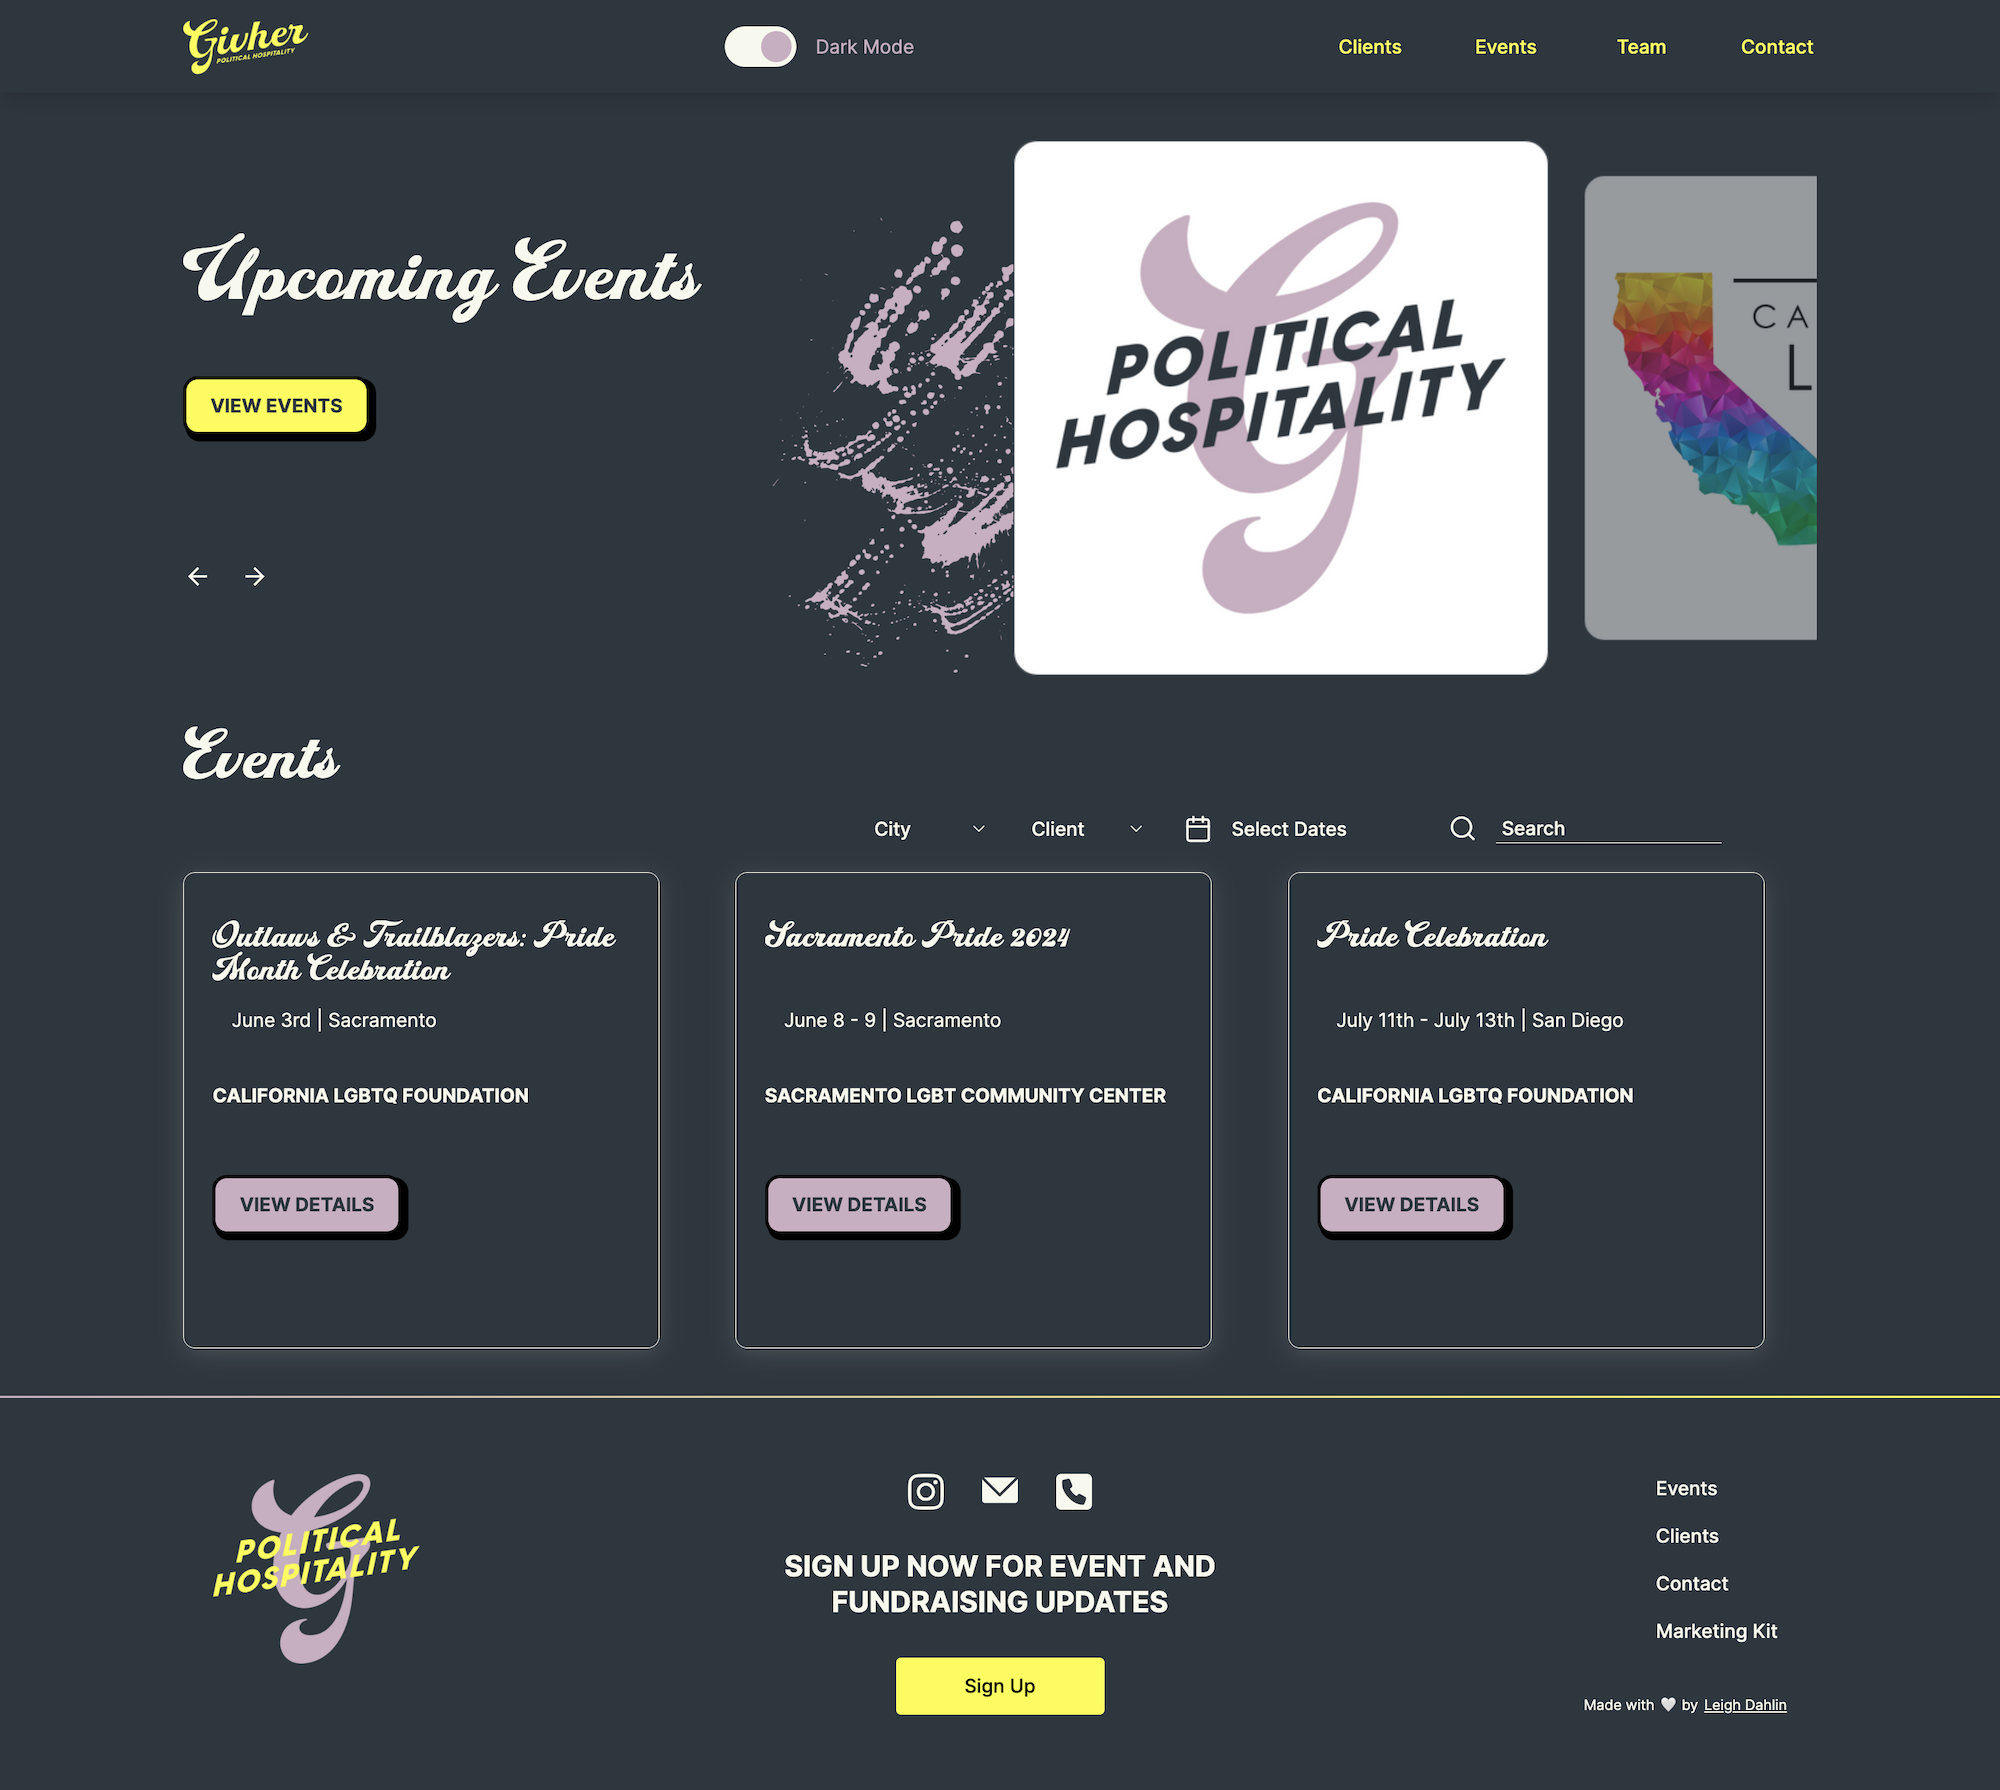 Givher
POLITICAL HOSPITALITY
Dark Mode
Clients
Events
Team
Contact
Upcoming Events
VIEW EVENTS
POLITICAL
HOSPITALITY
CA
L
Events
City
Client
Select Dates
Search
Outlaws & Trailblazers: Pride
Month Celebration
June 3rd | Sacramento
CALIFORNIA LGBTQ FOUNDATION
VIEW DETAILS
Sacramento Pride 2024
June 8 - 9 | Sacramento
SACRAMENTO LGBT COMMUNITY CENTER
VIEW DETAILS
Pride Celebration
July 11th - July 13th | San Diego
CALIFORNIA LGBTQ FOUNDATION
VIEW DETAILS
G
POLITICAL
HOSPITALITY
SIGN UP NOW FOR EVENT AND
FUNDRAISING UPDATES
Sign Up
Events
Clients
Contact
Marketing Kit
Made with 🤍 by Leigh Dahlin